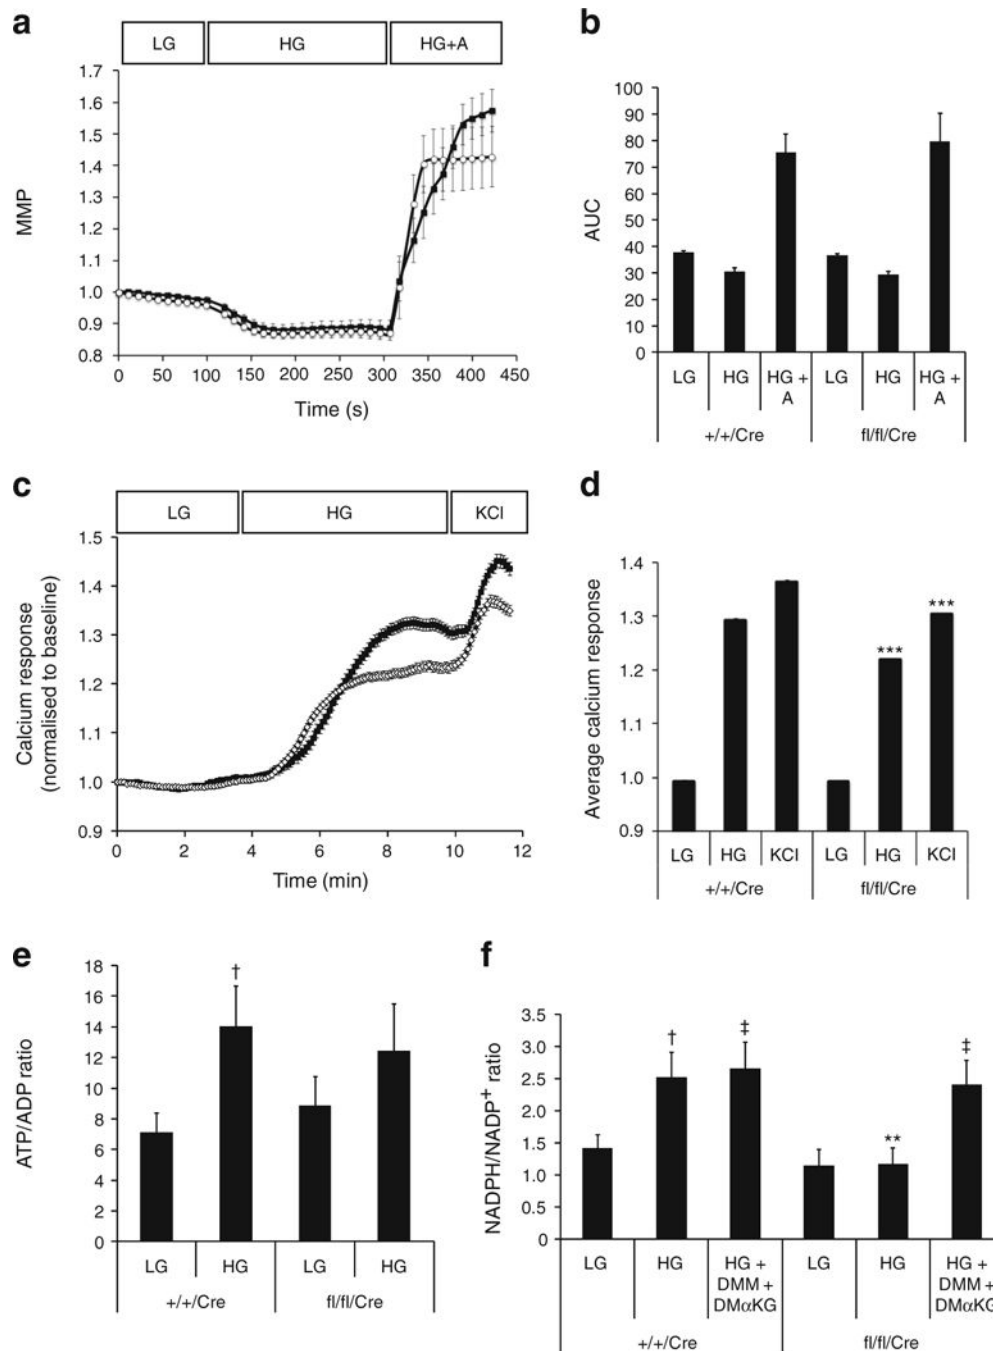 a
LG HG HG+A
1.7
1.6
1.5
1.4
1.3
1.2
1.1
1.0
0.9
0.8
MMP
0 50 100 150 200 250 300 350 400 450
Time (s)
b
100
90
80
70
60
50
40
30
20
10
0
AUC
LG HG HG + A LG HG HG + A
+/+/Cre fl/fl/Cre
c
LG HG KCl
1.5
1.4
1.3
1.2
1.1
1.0
0.9
Calcium response
(normalised to baseline)
0 2 4 6 8 10 12
Time (min)
d
1.4
1.3
1.2
1.1
1.0
0.9
Average calcium response
*** ***
LG HG KCl LG HG KCl
+/+/Cre fl/fl/Cre
e
18
16
14
12
10
8
6
4
2
0
ATP/ADP ratio
†
LG HG LG HG
+/+/Cre fl/fl/Cre
f
3.5
3.0
2.5
2.0
1.5
1.0
0.5
0
NADPH/NADP+ ratio
† ‡ ** ‡
LG HG HG + DMM + DMαKG LG HG HG + DMM + DMαKG
+/+/Cre fl/fl/Cre